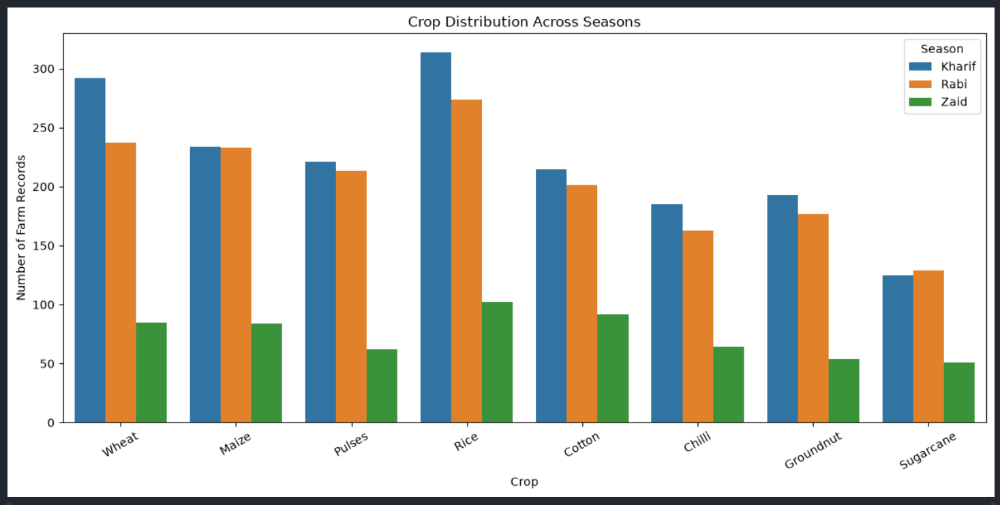 Crop Distribution Across Seasons
Season
Kharif
Rabi
Zaid
Number of Farm Records
300
250
200
150
100
50
0
Wheat
Maize
Pulses
Rice
Cotton
Chilli
Groundnut
Sugarcane
Crop